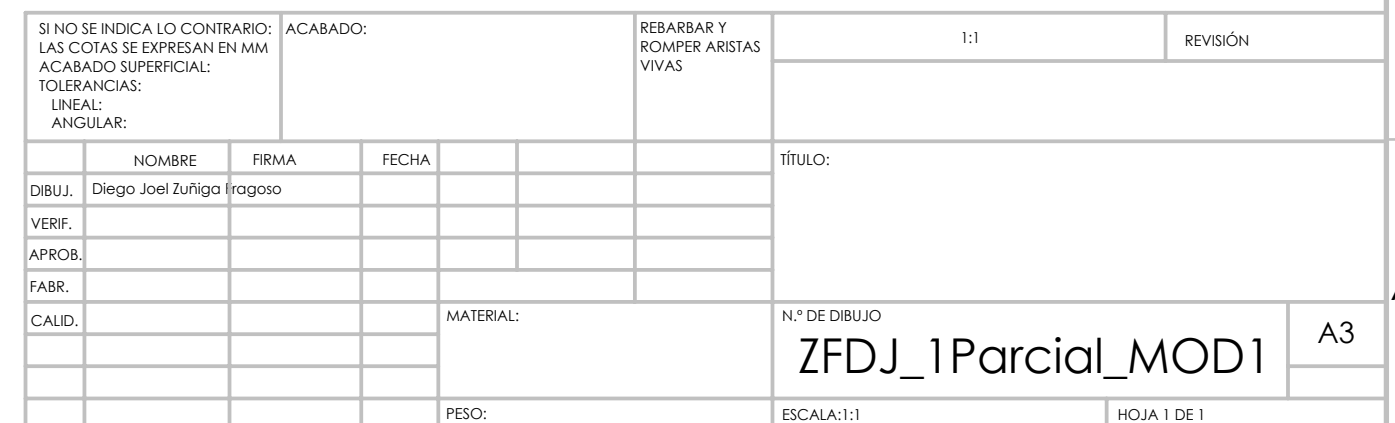 SI NO SE INDICA LO CONTRARIO:
LAS COTAS SE EXPRESAN EN MM
ACABADO SUPERFICIAL:
TOLERANCIAS:
LINEAL:
ANGULAR:
ACABADO:
REBARBAR Y
ROMPER ARISTAS
VIVAS
1:1
REVISIÓN
NOMBRE FIRMA FECHA
TÍTULO:
DIBUJ. Diego Joel Zuñiga Fragoso
VERIF.
APROB.
FABR.
CALID.
MATERIAL:
N.º DE DIBUJO
ZFDJ_1Parcial_MOD1
A3
PESO:
ESCALA:1:1
HOJA 1 DE 1